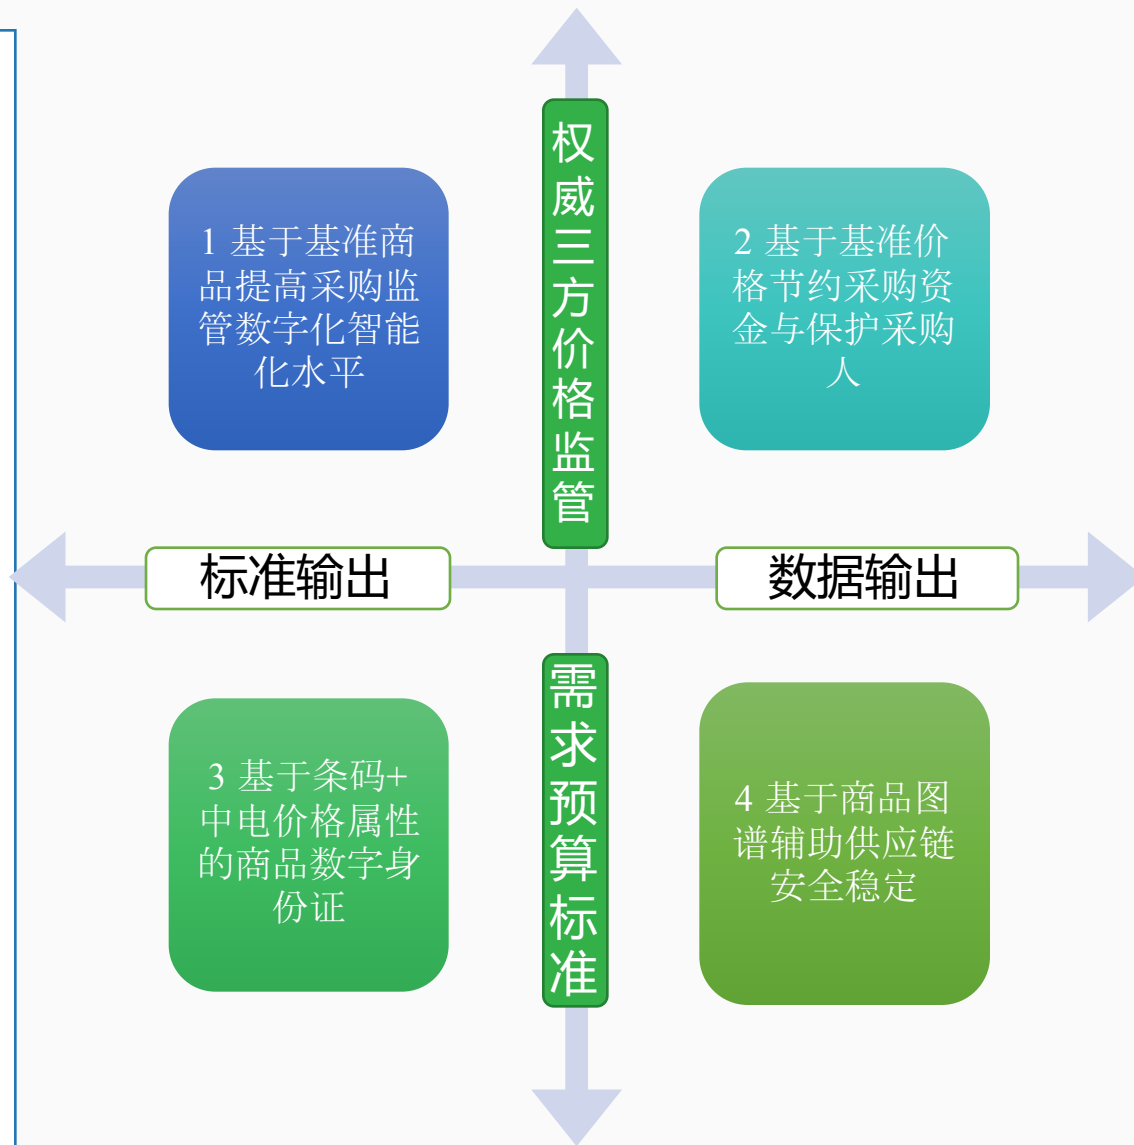 权威三方价格监管
1 基于基准商
品提高采购监
管数字化智能
化水平
2 基于基准价
格节约采购资
金与保护采购
人
标准输出
数据输出
需求预算标准
3 基于条码+
中电价格属性
的商品数字身
份证
4 基于商品图
谱辅助供应链
安全稳定